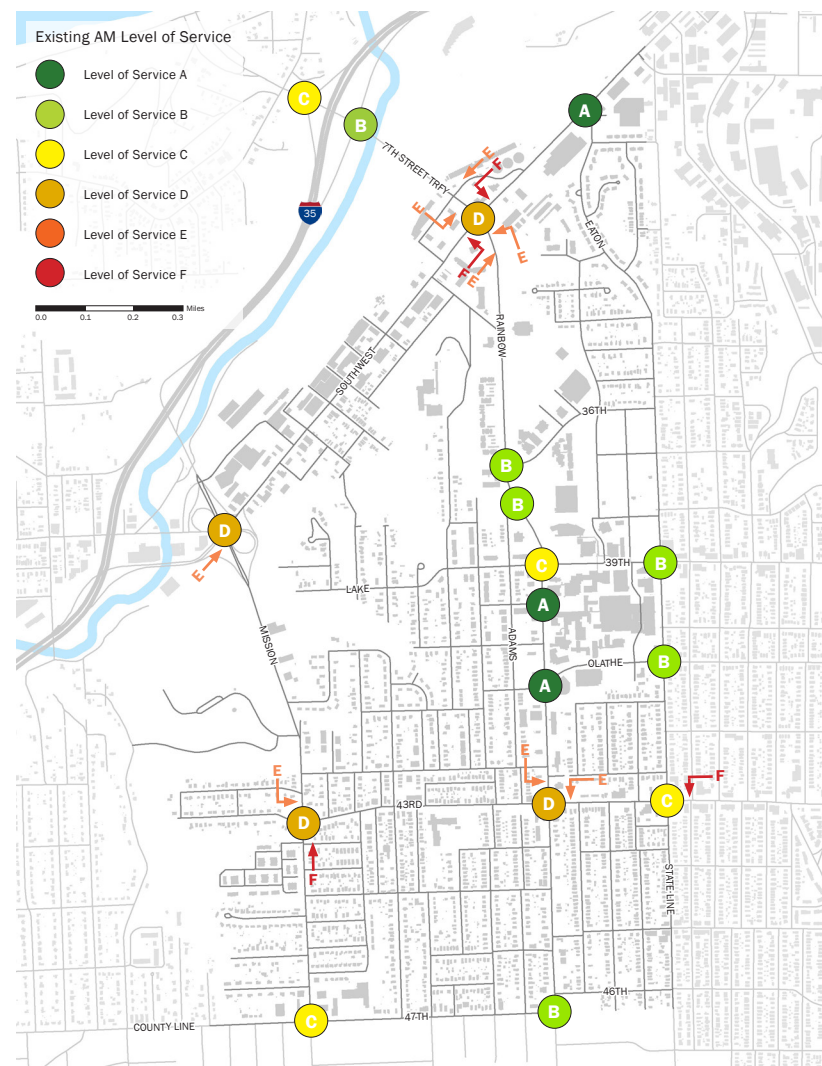 Existing AM Level of Service
Level of Service A
Level of Service B
Level of Service C
Level of Service D
Level of Service E
Level of Service F
Miles
0.0 0.1 0.2 0.3
C
B
A
7TH STREET TRFY
35
E
F
E
D
E
F
E
EATON
RAINBOW
SOUTHWEST
36TH
B
B
D
E
C
39TH
B
LAKE
A
MISSION
ADAMS
OLATHE
B
A
E
E
E
F
D
43RD
D
C
F
STATE LINE
46TH
B
C
47TH
COUNTY LINE